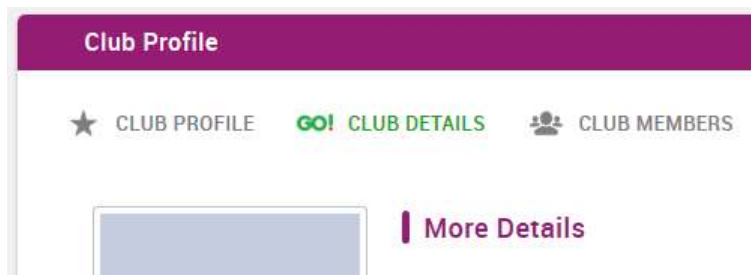 Club Profile
CLUB PROFILE GO! CLUB DETAILS CLUB MEMBERS
More Details